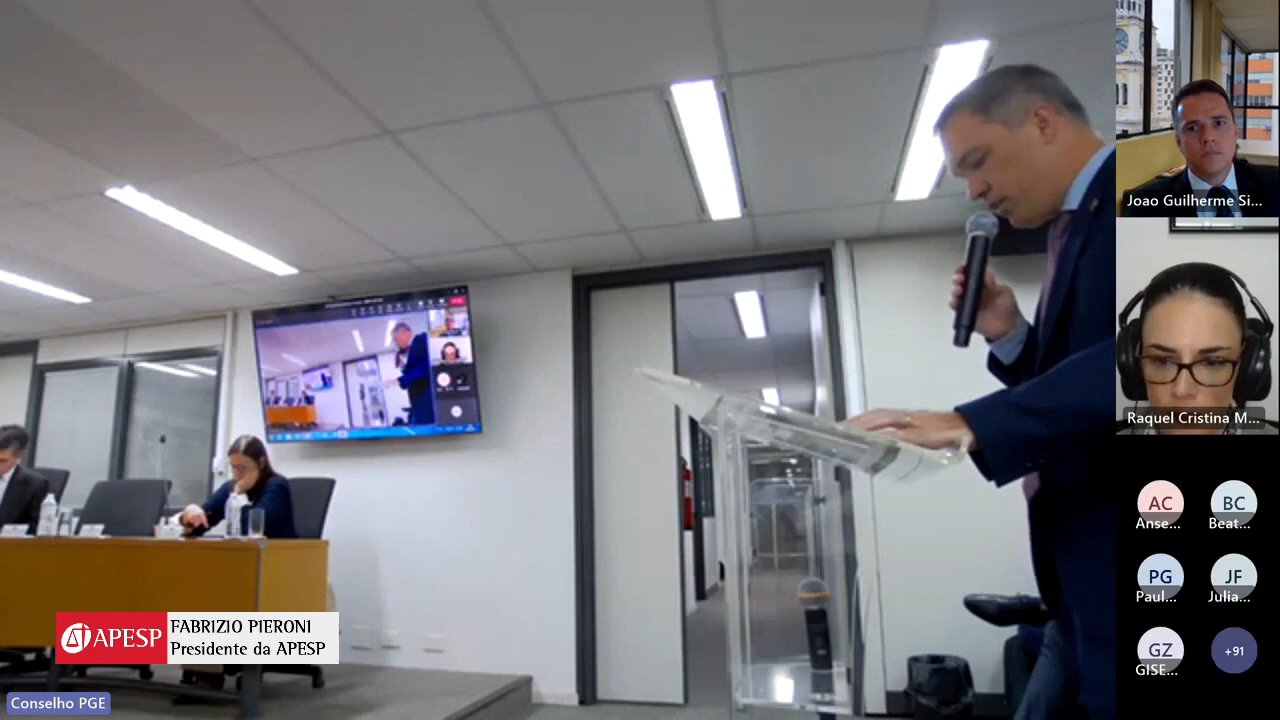 Joao Guilherme Si...
Raquel Cristina M...
AC
BC
Anse...
Beat...
PG
JF
Paul...
Julia...
GZ
+91
GISE...
APESP
FABRIZIO PIERONI
Presidente da APESP
Conselho PGE